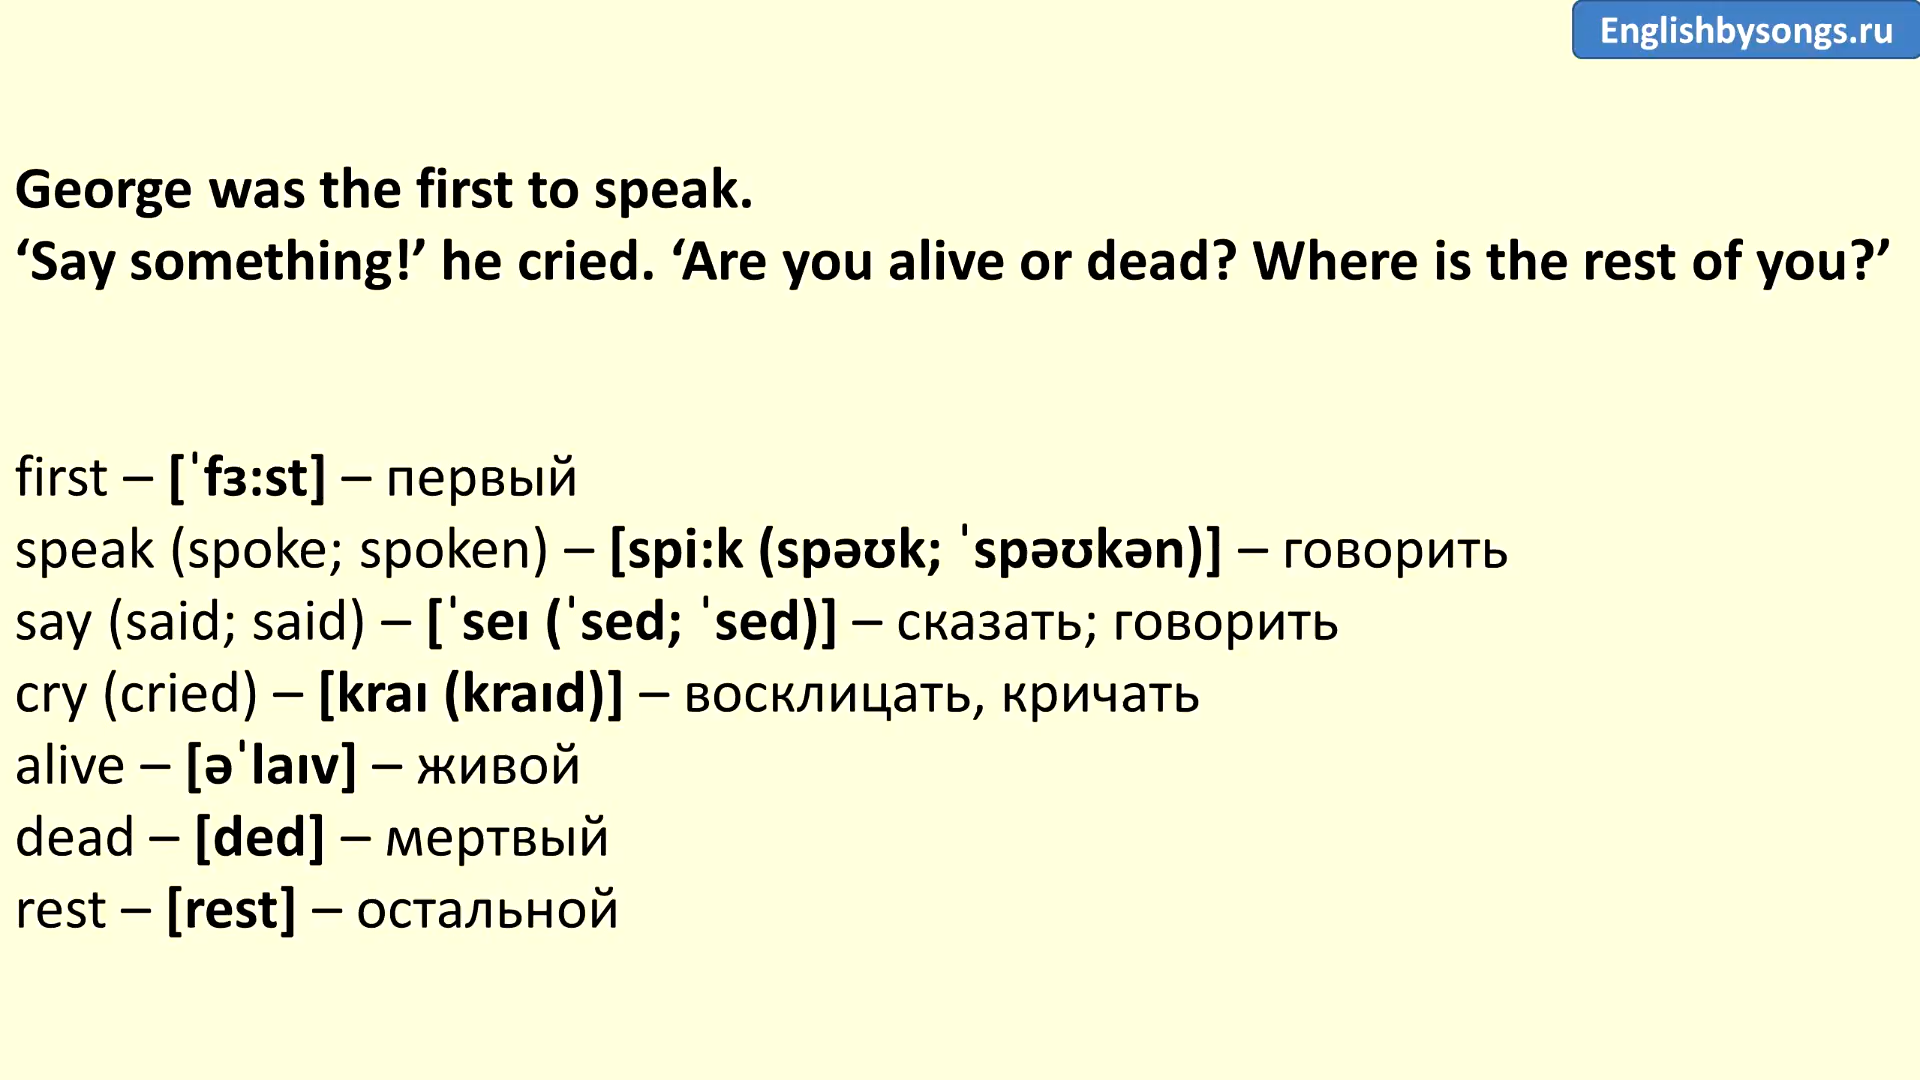 Englishbysongs.ru
George was the first to speak.
‘Say something!’ he cried. ‘Are you alive or dead? Where is the rest of you?’
first – [ˈfɜ:st] – первый
speak (spoke; spoken) – [spi:k (spəʊk; ˈspəʊkən)] – говорить
say (said; said) – [ˈseɪ (ˈsed; ˈsed)] – сказать; говорить
cry (cried) – [kraɪ (kraɪd)] – восклицать, кричать
alive – [əˈlaɪv] – живой
dead – [ded] – мертвый
rest – [rest] – остальной